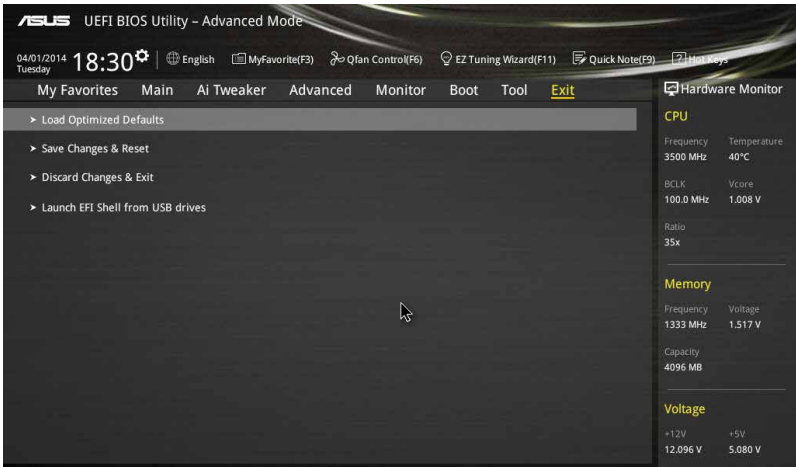 ASUS UEFI BIOS Utility – Advanced Mode
04/01/2014
Tuesday
18:30
English MyFavorite(F3) Qfan Control(F6) EZ Tuning Wizard(F11) Quick Note(F9) Hot Keys
My Favorites Main Ai Tweaker Advanced Monitor Boot Tool Exit
Load Optimized Defaults
Save Changes & Reset
Discard Changes & Exit
Launch EFI Shell from USB drives
Hardware Monitor
CPU
Frequency Temperature
3500 MHz 40°C
BCLK Vcore
100.0 MHz 1.008 V
Ratio
35x
Memory
Frequency Voltage
1333 MHz 1.517 V
Capacity
4096 MB
Voltage
+12V +5V
12.096 V 5.080 V